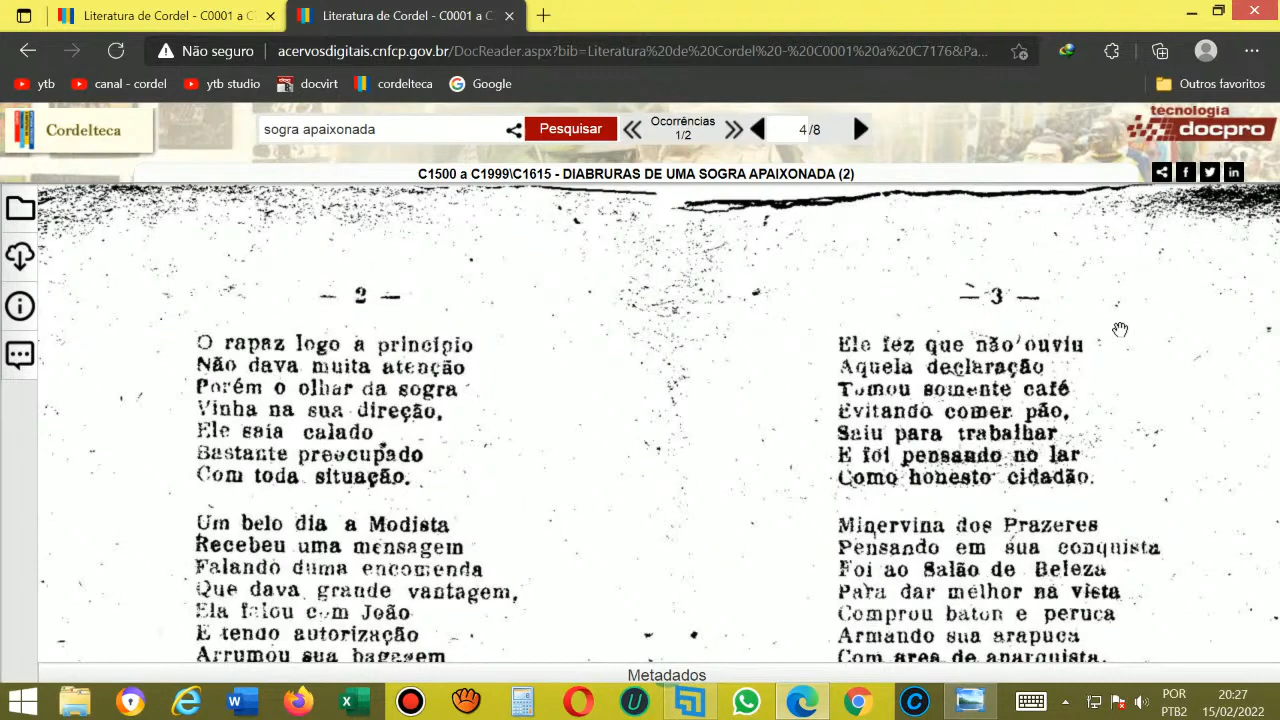 Literatura de Cordel - C0001 a C
Literatura de Cordel - C0001 a C
Não seguro
acervosdigitais.cnfcp.gov.br/DocReader.aspx?bib=Literatura%20de%20Cordel%20-%20C0001%20a%20C7176&Pa...
ytb
canal - cordel
ytb studio
docvirt
cordelteca
Google
Outros favoritos
Cordelteca
sogra apaixonada
Pesquisar
Ocorrências
1/2
4/8
tecnologia
docpro
C1500 a C1999\C1615 - DIABRURAS DE UMA SOGRA APAIXONADA (2)
— 2 —
O rapaz logo a principio
Não dava muita atenção
Porém o olhar da sogra
Vinha na sua direção,
Ele saía calado
Bastante preocupado
Com toda situação.
Um belo dia a Modista
Recebeu uma mensagem
Falando duma encomenda
Que dava grande vantagem,
Ela falou com João
E tendo autorização
Arrumou sua bagagem
— 3 —
Ele fez que não ouviu
Aquela declaração
Tomou somente café
Evitando comer pão,
Saiu para trabalhar
E foi pensando no lar
Como honesto cidadão.
Minervina dos Prazeres
Pensando em sua conquista
Foi ao Salão de Beleza
Para dar melhor na vista
Comprou baton e peruca
Armando sua arapuca
Com ares de anarquista.
Metadados
POR
PTB2
20:27
15/02/2022